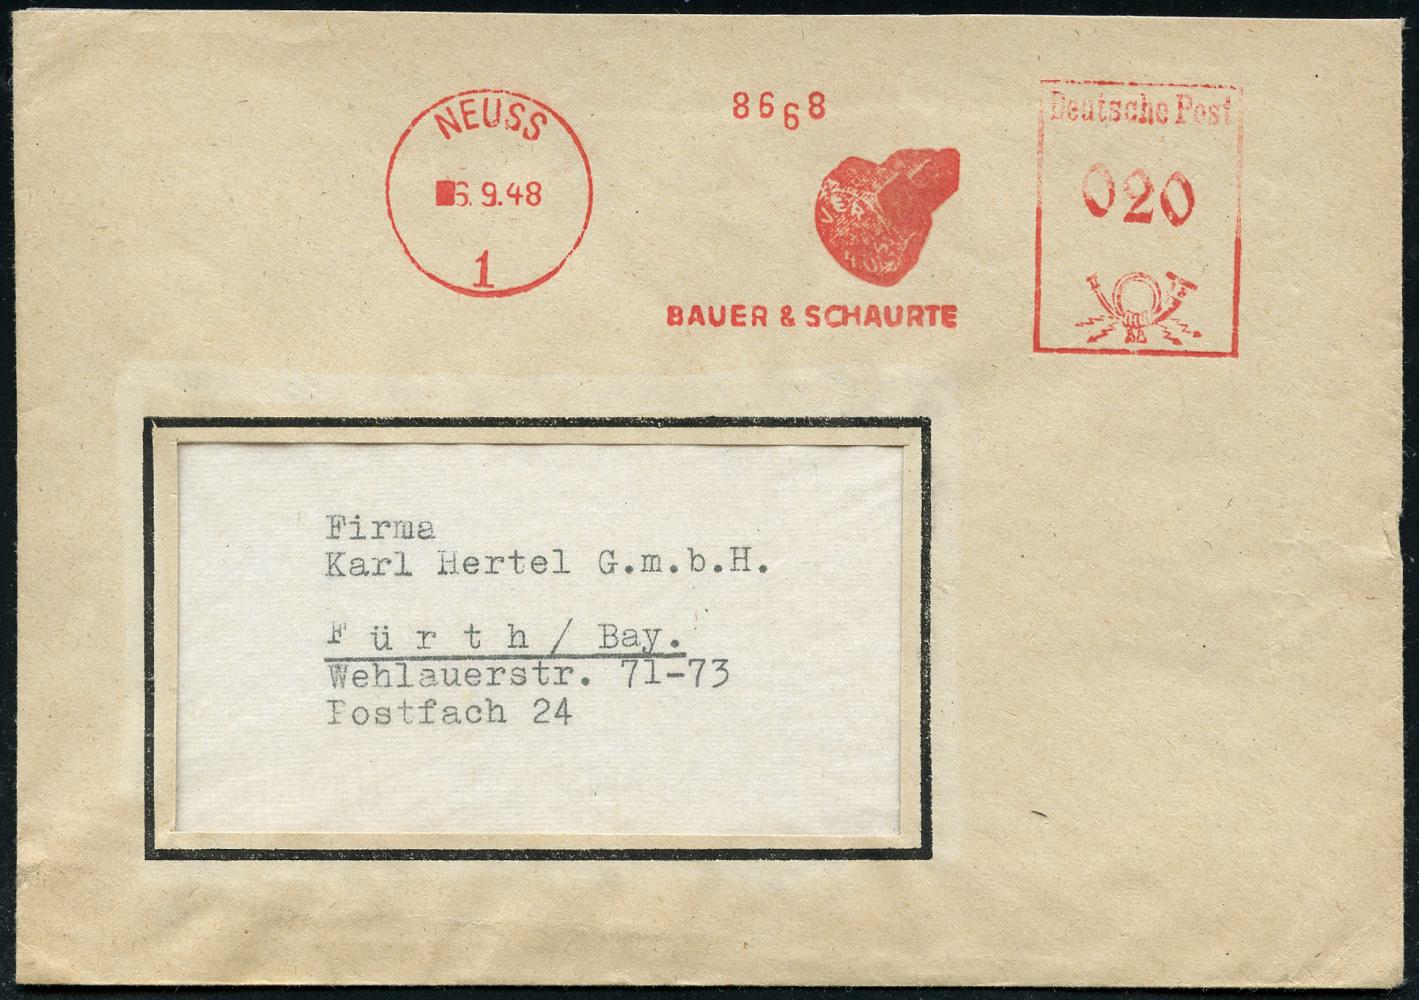 NEUSS
6.9.48
1
8668
BAUER & SCHAURTE
Deutsche Post
020
Firma
Karl Hertel G.m.b.H.
Fürth/ Bay.
Wehlauerstr. 71-73
Postfach 24